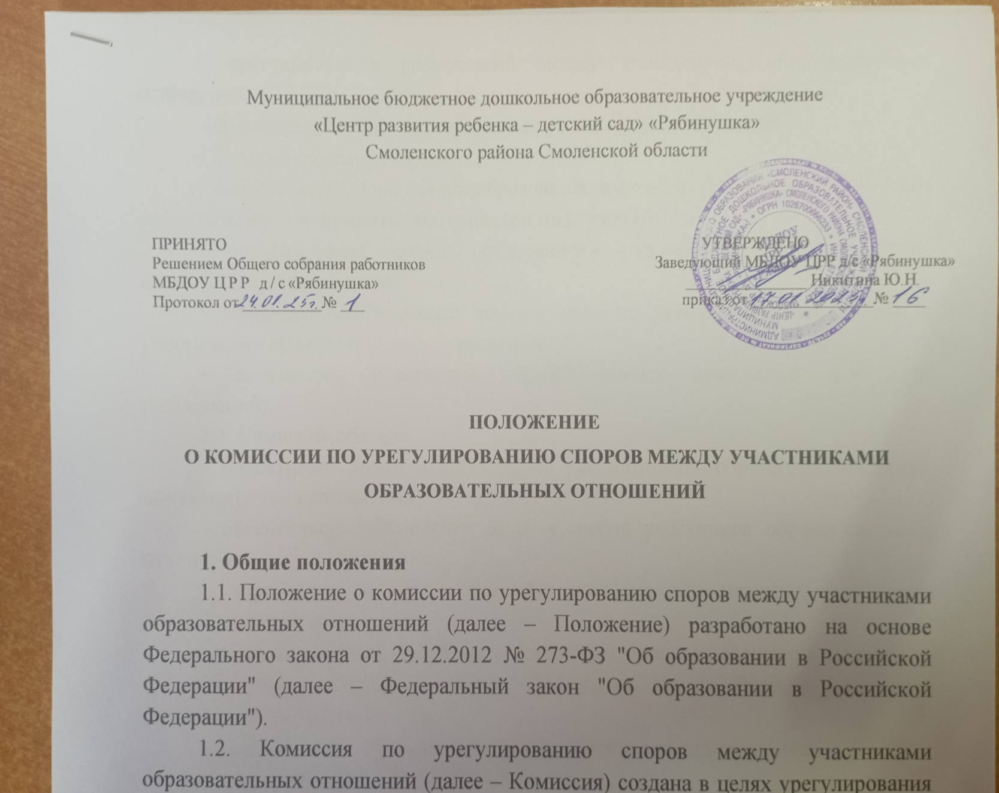 Муниципальное бюджетное дошкольное образовательное учреждение
«Центр развития ребенка – детский сад» «Рябинушка»
Смоленского района Смоленской области
ПРИНЯТО
Решением Общего собрания работников
МБДОУ Ц Р Р д / с «Рябинушка»
Протокол от 24.01.25г. № 1
УТВЕРЖДЕНО
Заведующий МБДОУ ЦРР д/с «Рябинушка»
Никитина Ю.Н.
приказ от 17.01 № 16
ОГРН 1026700666233
ПОЛОЖЕНИЕ
О КОМИССИИ ПО УРЕГУЛИРОВАНИЮ СПОРОВ МЕЖДУ УЧАСТНИКАМИ
ОБРАЗОВАТЕЛЬНЫХ ОТНОШЕНИЙ
1. Общие положения
1.1. Положение о комиссии по урегулированию споров между участниками
образовательных отношений (далее – Положение) разработано на основе
Федерального закона от 29.12.2012 № 273-ФЗ "Об образовании в Российской
Федерации" (далее – Федеральный закон "Об образовании в Российской
Федерации").
1.2. Комиссия по урегулированию споров между участниками
образовательных отношений (далее – Комиссия) создана в целях урегулирования